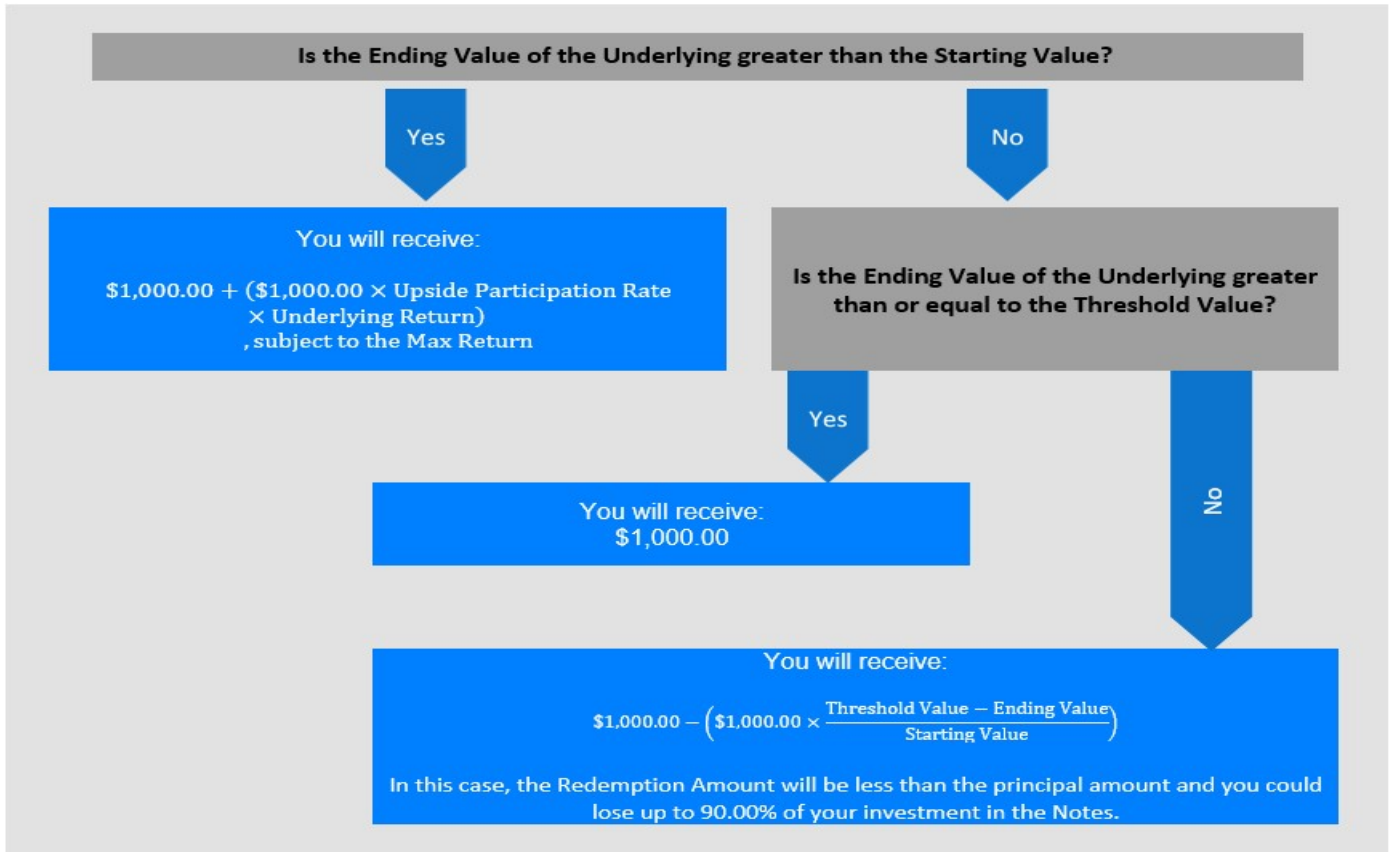 Is the Ending Value of the Underlying greater than the Starting Value?
Yes
No
You will receive:
$1,000.00 + ($1,000.00 × Upside Participation Rate
× Underlying Return)
, subject to the Max Return
Is the Ending Value of the Underlying greater
than or equal to the Threshold Value?
Yes
No
You will receive:
$1,000.00
You will receive:
$1,000.00 − ($1,000.00 × (Threshold Value − Ending Value) / Starting Value)
In this case, the Redemption Amount will be less than the principal amount and you could
lose up to 90.00% of your investment in the Notes.